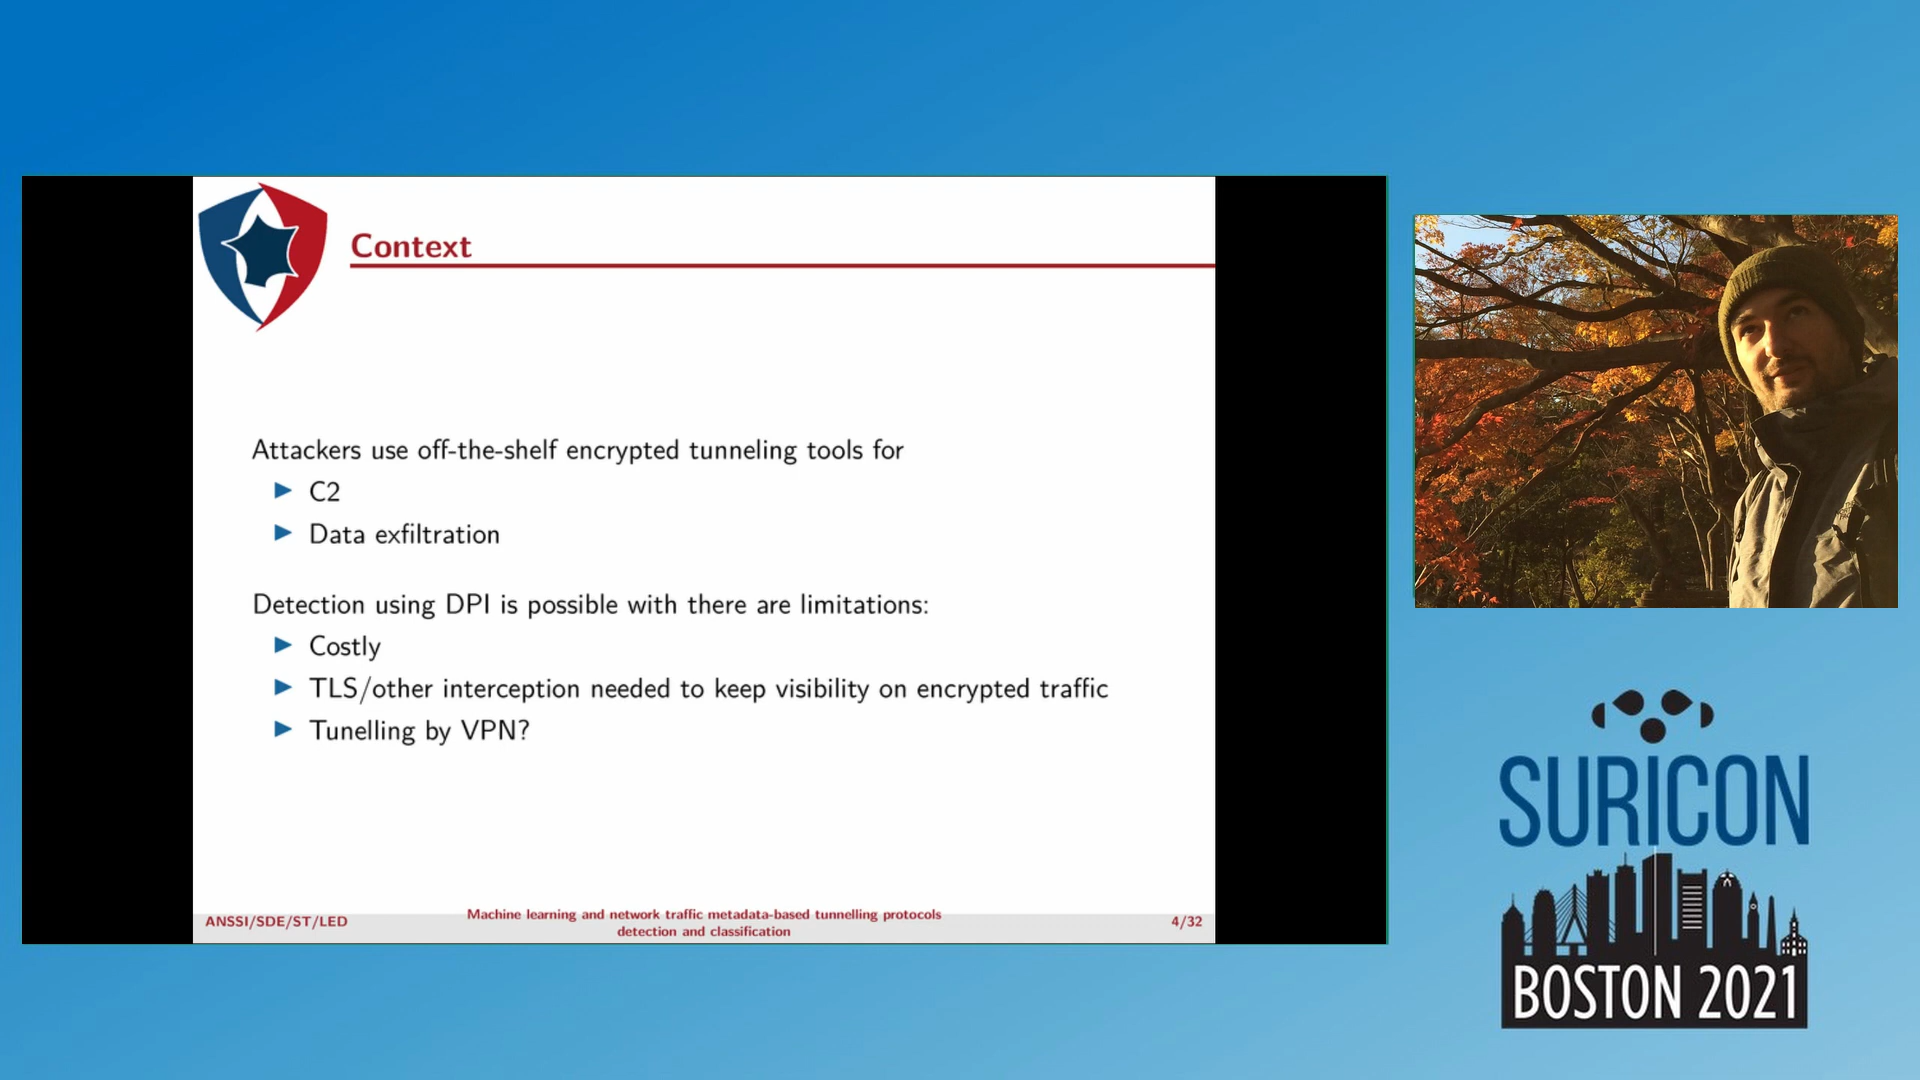 Context
Attackers use off-the-shelf encrypted tunneling tools for
C2
Data exfiltration
Detection using DPI is possible with there are limitations:
Costly
TLS/other interception needed to keep visibility on encrypted traffic
Tunelling by VPN?
ANSSI/SDE/ST/LED
Machine learning and network traffic metadata-based tunnelling protocols
detection and classification
4/32
SURICON
BOSTON 2021